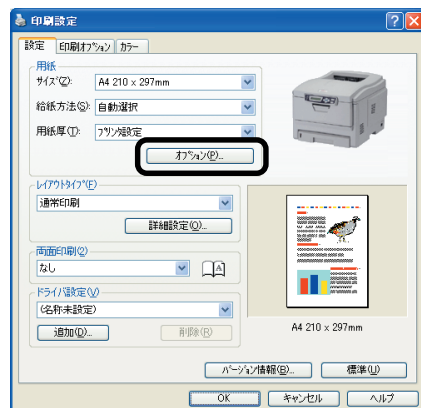 印刷設定
設定 印刷オプション カラー
用紙
サイズ(Z): A4 210 x 297mm
給紙方法(S): 自動選択
用紙厚(T): プリンタ設定
オプション(P)...
レイアウトタイプ(E)
通常印刷
詳細設定(O)...
両面印刷(2)
なし
ドライバ設定(V)
(名称未設定)
追加(D)... 削除(R)
A4 210 x 297mm
バージョン情報(B)... 標準(U)
OK キャンセル ヘルプ